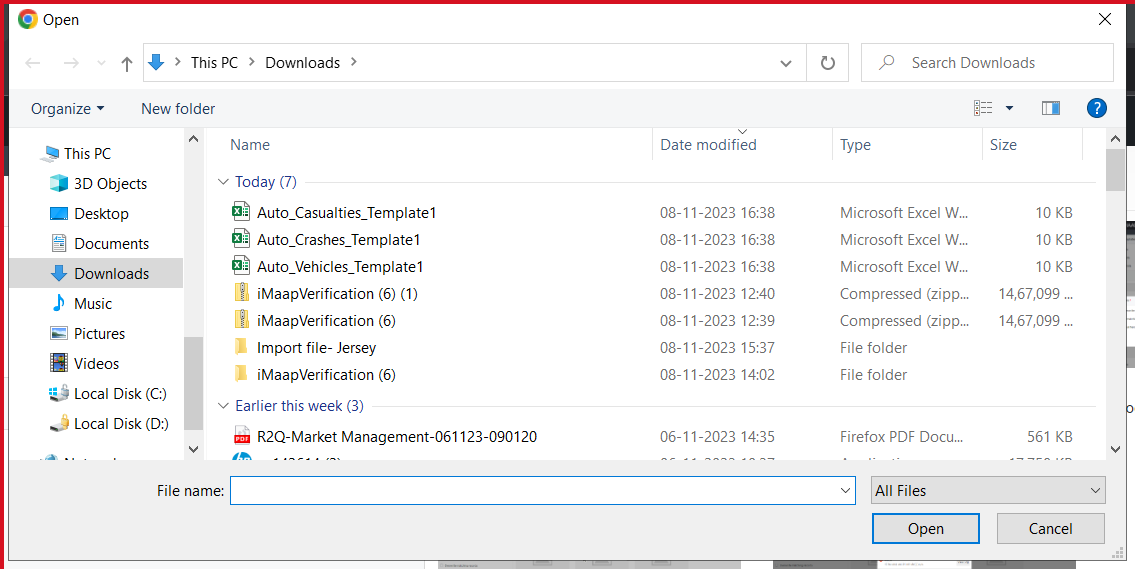 Open
This PC > Downloads >
Search Downloads
Organize New folder ?
Name Date modified Type Size
This PC
3D Objects
Desktop
Documents
Downloads
Music
Pictures
Videos
Local Disk (C:)
Local Disk (D:)
Today (7)
Auto_Casualties_Template1 08-11-2023 16:38 Microsoft Excel W... 10 KB
Auto_Crashes_Template1 08-11-2023 16:38 Microsoft Excel W... 10 KB
Auto_Vehicles_Template1 08-11-2023 16:38 Microsoft Excel W... 10 KB
iMaapVerification (6) (1) 08-11-2023 12:40 Compressed (zipp... 14,67,099 ...
iMaapVerification (6) 08-11-2023 12:39 Compressed (zipp... 14,67,099 ...
Import file- Jersey 08-11-2023 15:37 File folder
iMaapVerification (6) 08-11-2023 14:02 File folder
Earlier this week (3)
PDF R2Q-Market Management-061123-090120 06-11-2023 14:35 Firefox PDF Docu... 561 KB
File name: All Files
Open Cancel